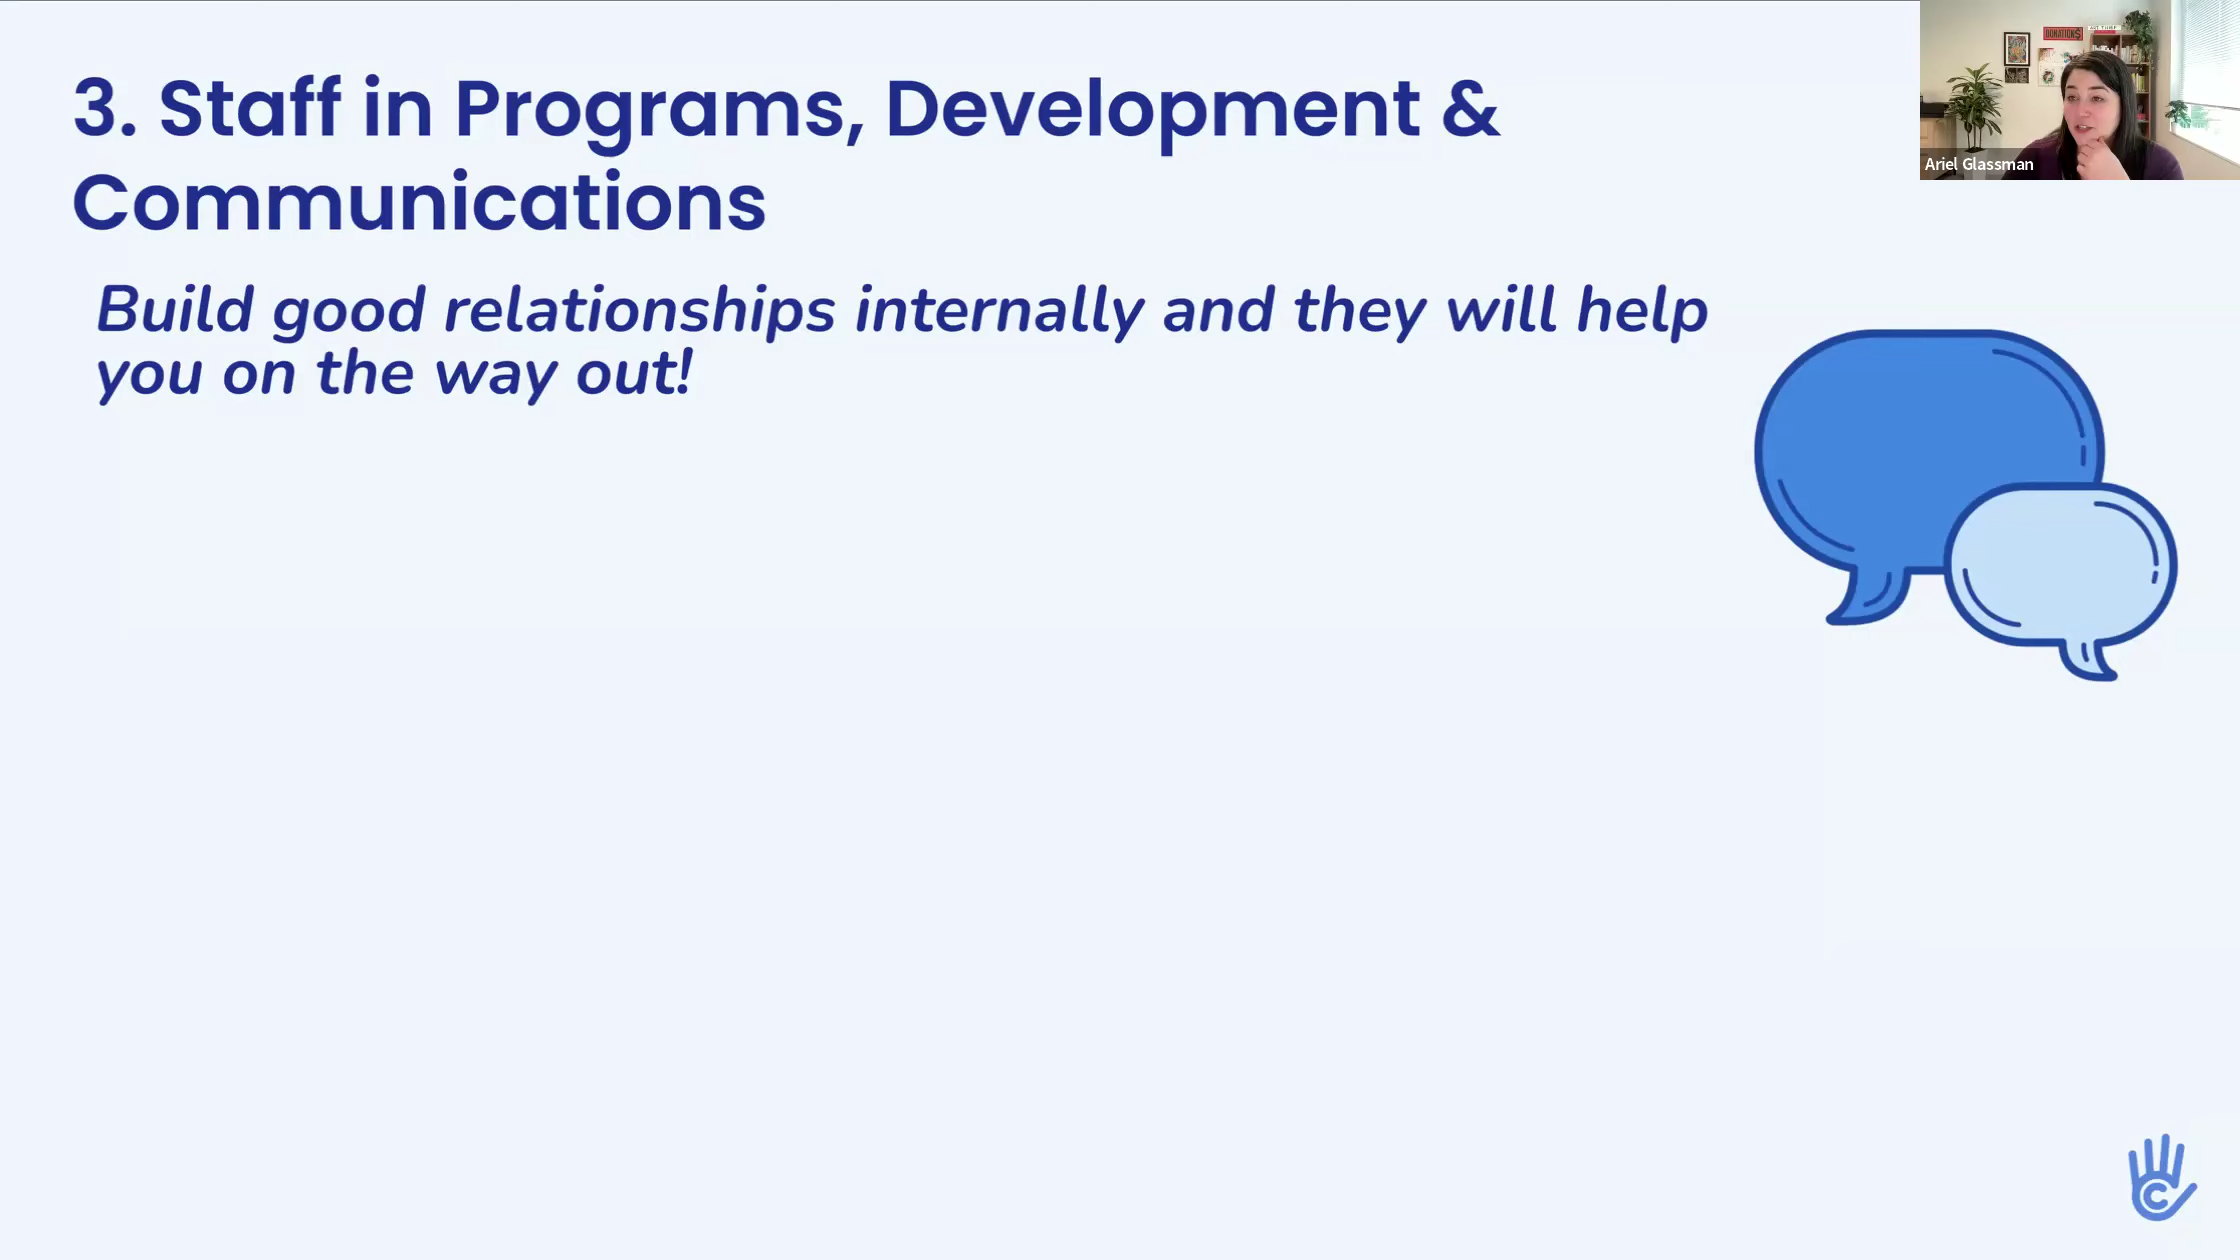 3. Staff in Programs, Development &
Communications
Build good relationships internally and they will help
you on the way out!
DONATIONS
Ariel Glassman
C